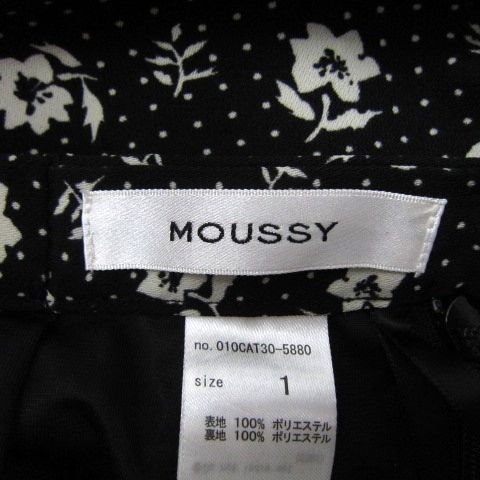 MOUSSY
no.010CAT30-5880
size 1
表地 100% ポリエステル
裏地 100% ポリエステル